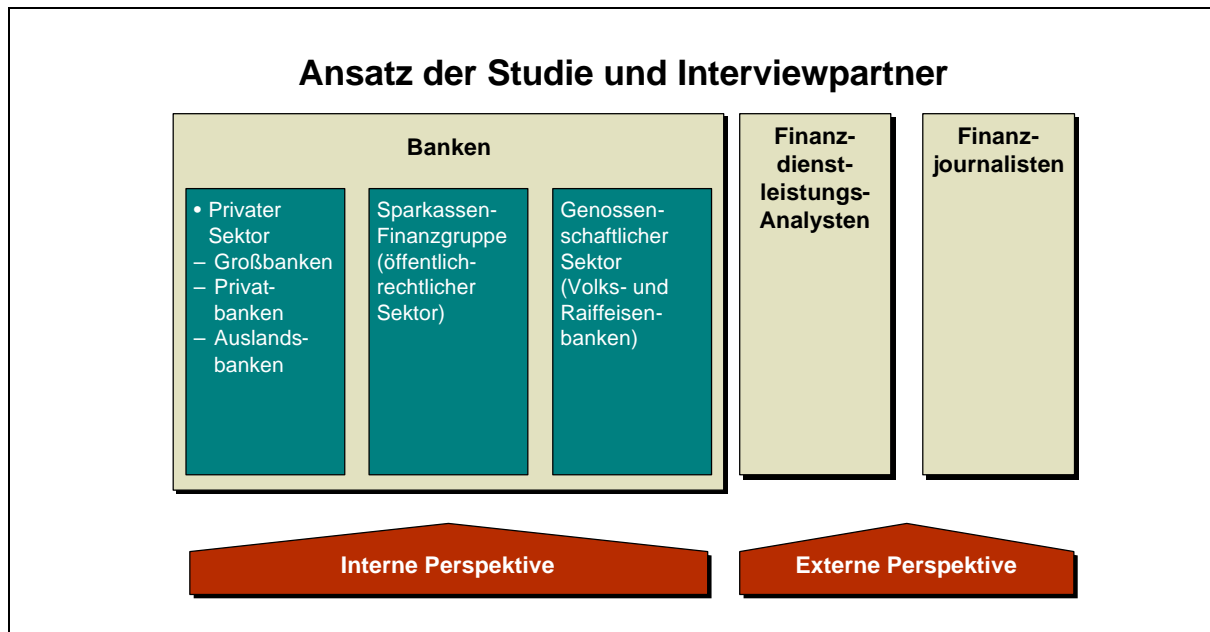 Ansatz der Studie und Interviewpartner
Banken
• Privater
Sektor
– Großbanken
– Privat-
banken
– Auslands-
banken
Sparkassen-
Finanzgruppe
(öffentlich-
rechtlicher
Sektor)
Genossen-
schaftlicher
Sektor
(Volks- und
Raiffeisen-
banken)
Finanz-
dienst-
leistungs-
Analysten
Finanz-
journalisten
Interne Perspektive
Externe Perspektive